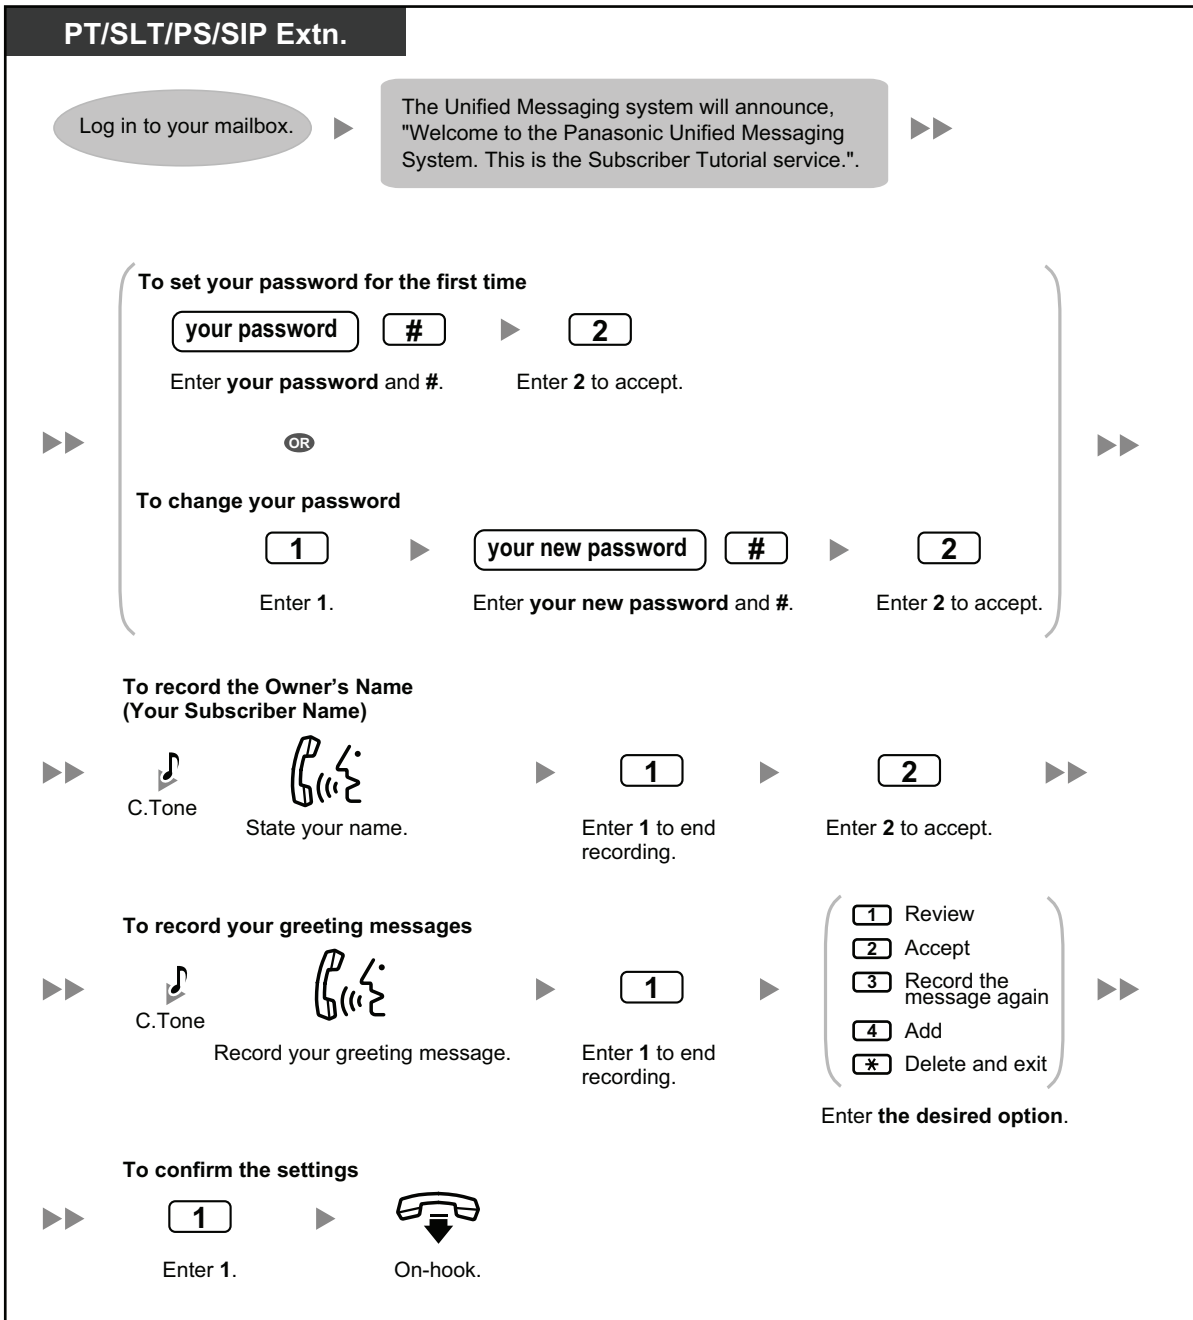 PT/SLT/PS/SIP Extn.
Log in to your mailbox.
The Unified Messaging system will announce,
"Welcome to the Panasonic Unified Messaging
System. This is the Subscriber Tutorial service.".
To set your password for the first time
your password # 2
Enter your password and #. Enter 2 to accept.
OR
To change your password
1 your new password # 2
Enter 1. Enter your new password and #. Enter 2 to accept.
To record the Owner's Name
(Your Subscriber Name)
1 2
C.Tone
State your name. Enter 1 to end
recording. Enter 2 to accept.
To record your greeting messages
1
C.Tone
Record your greeting message. Enter 1 to end
recording.
1 Review
2 Accept
3 Record the
message again
4 Add
* Delete and exit
Enter the desired option.
To confirm the settings
1
Enter 1. On-hook.